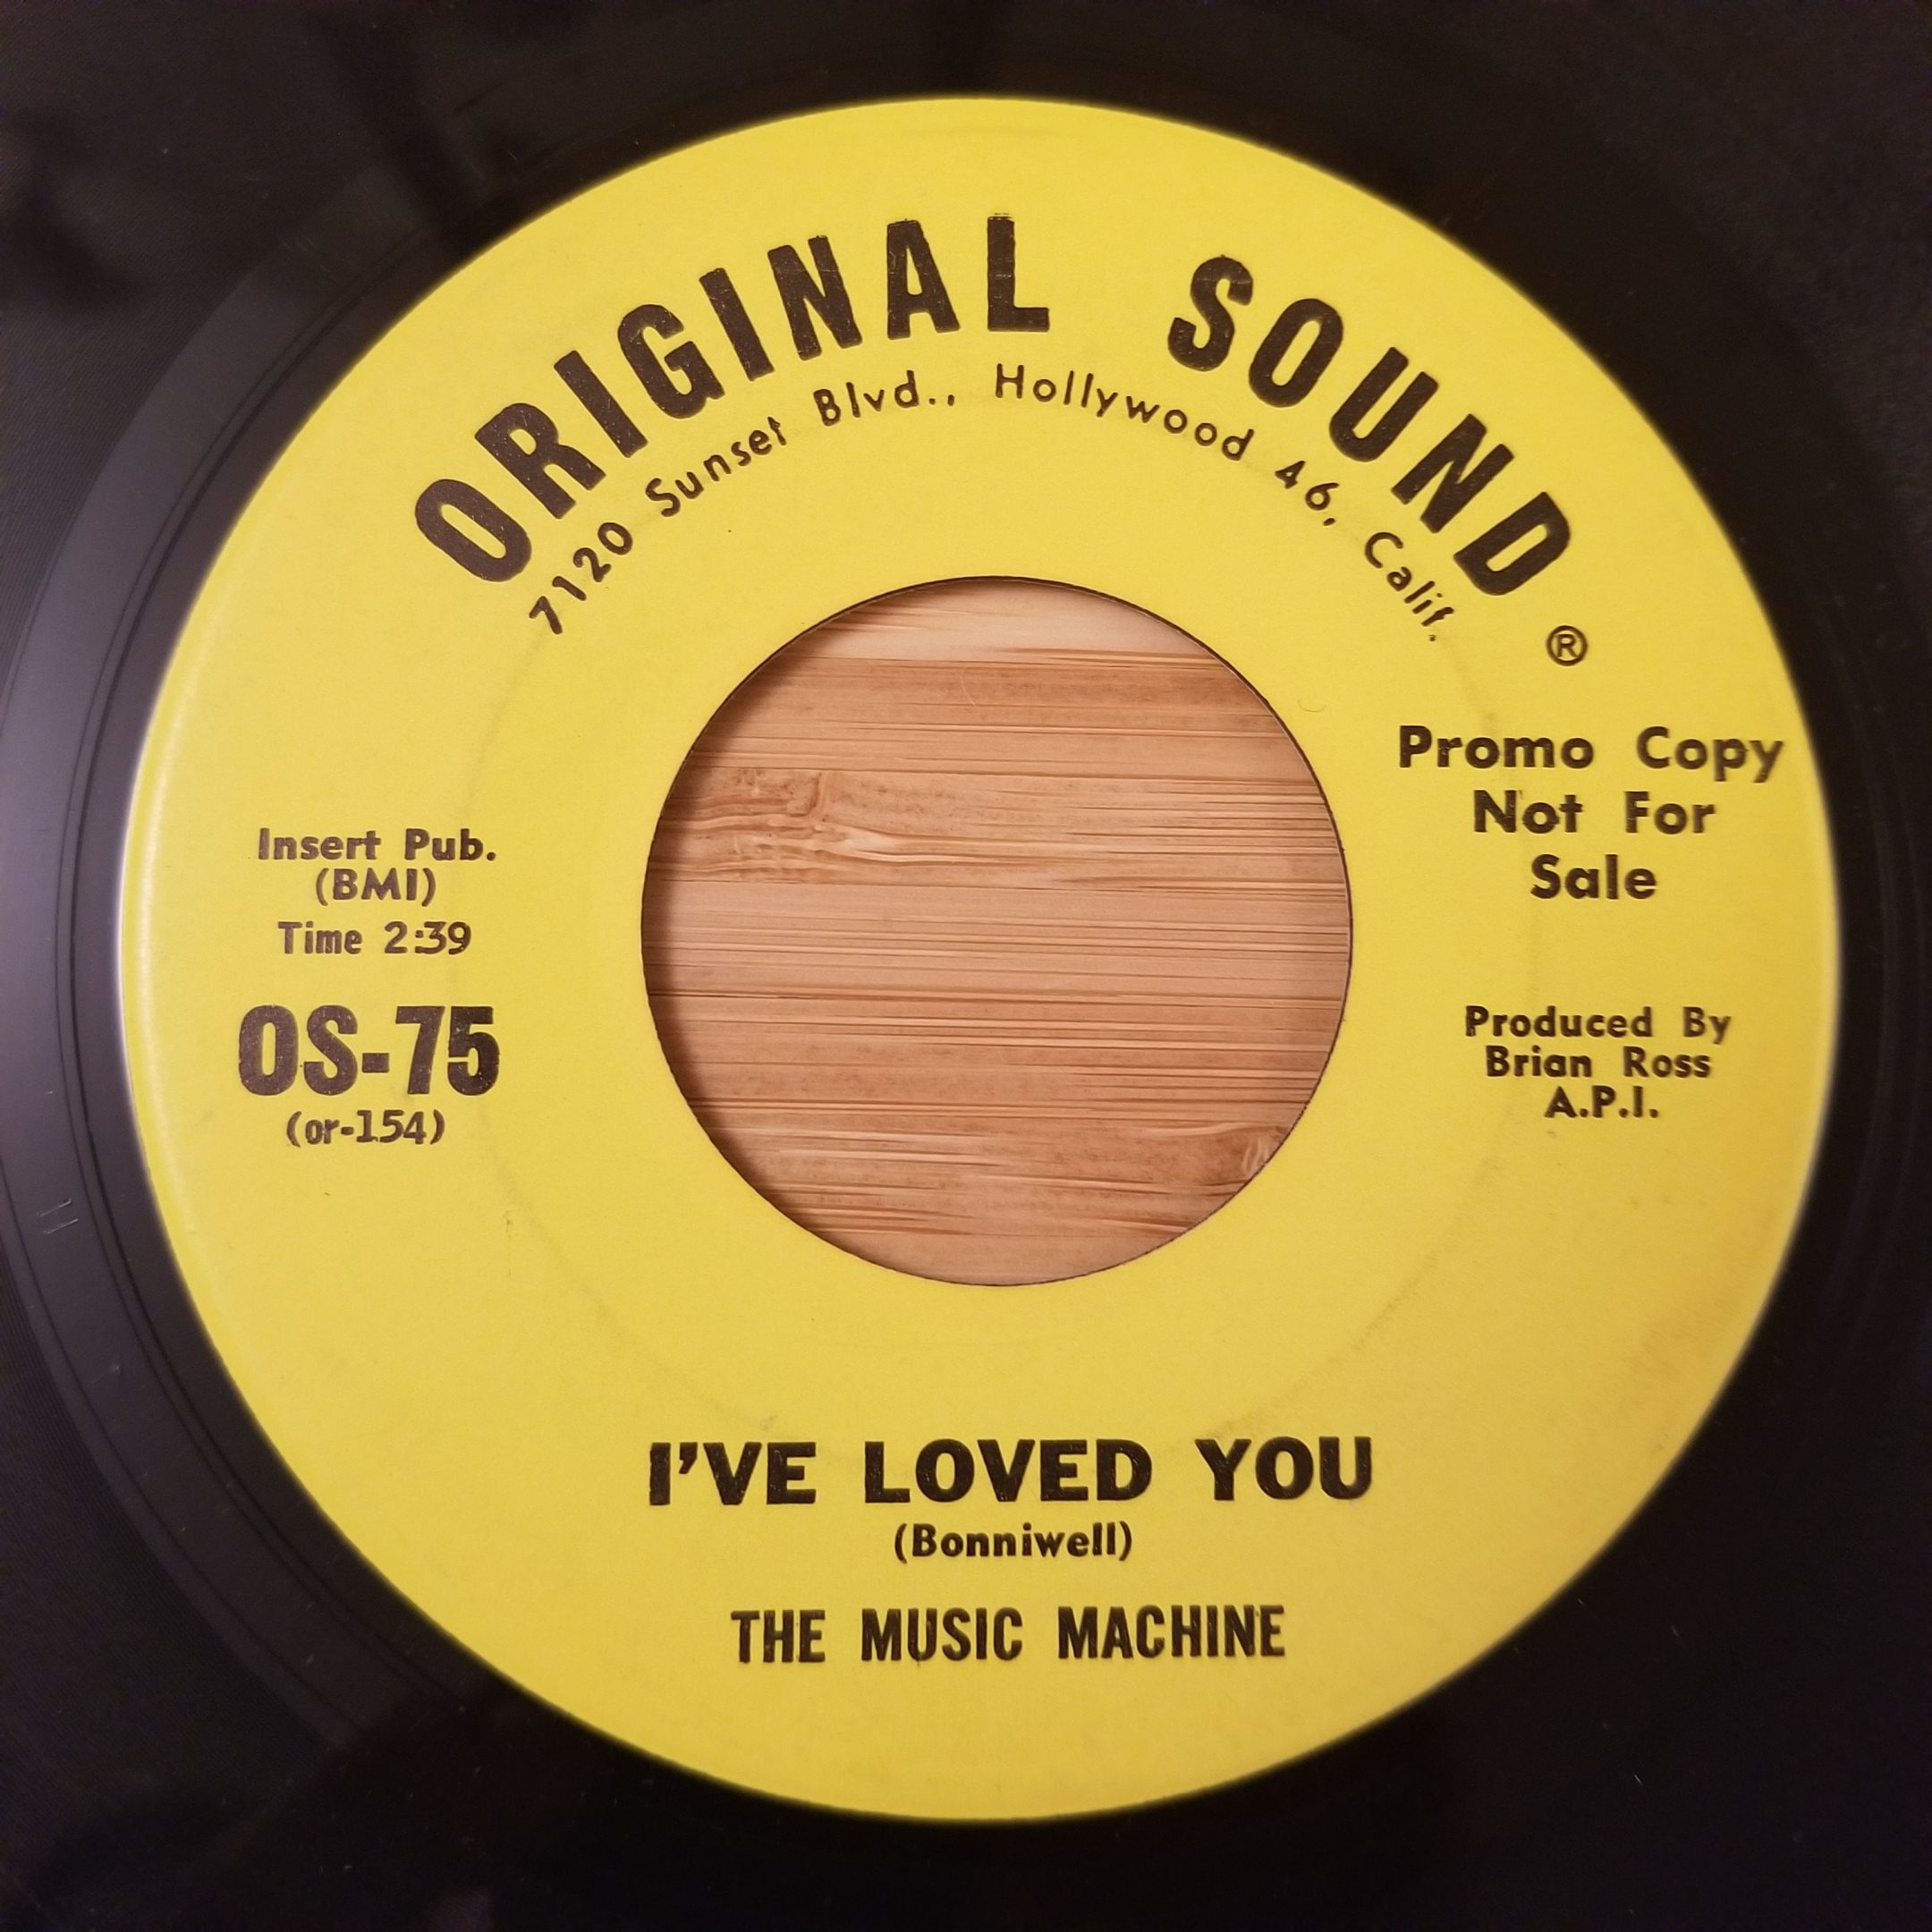 ORIGINAL SOUND ®
7120 Sunset Blvd., Hollywood 46, Calif.
Promo Copy
Not For
Sale
Insert Pub.
(BMI)
Time 2:39
OS-75
(or-154)
Produced By
Brian Ross
A.P.I.
I'VE LOVED YOU
(Bonniwell)
THE MUSIC MACHINE